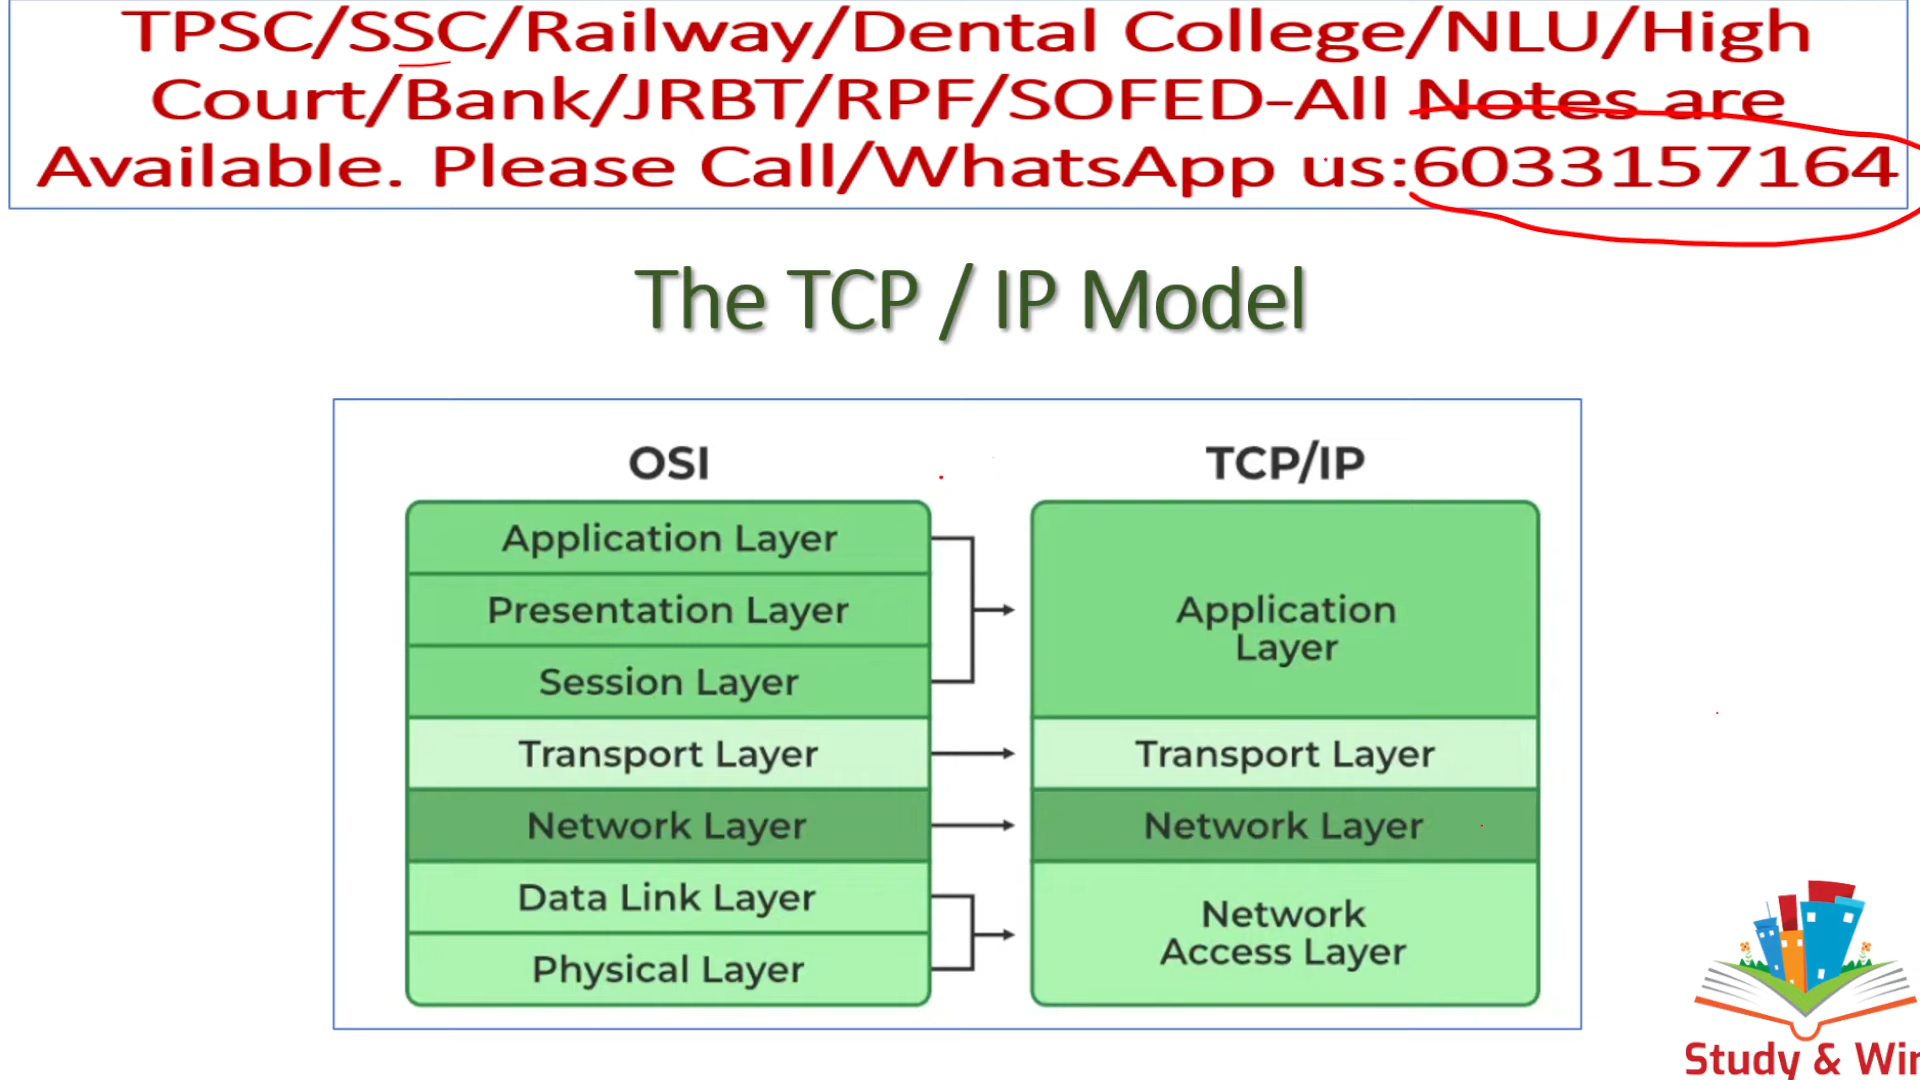 TPSC/SSC/Railway/Dental College/NLU/High
Court/Bank/JRBT/RPF/SOFED-All Notes are
Available. Please Call/WhatsApp us:6033157164
The TCP / IP Model
OSI
Application Layer
Presentation Layer
Session Layer
Transport Layer
Network Layer
Data Link Layer
Physical Layer
TCP/IP
Application
Layer
Transport Layer
Network Layer
Network
Access Layer
Study & Win